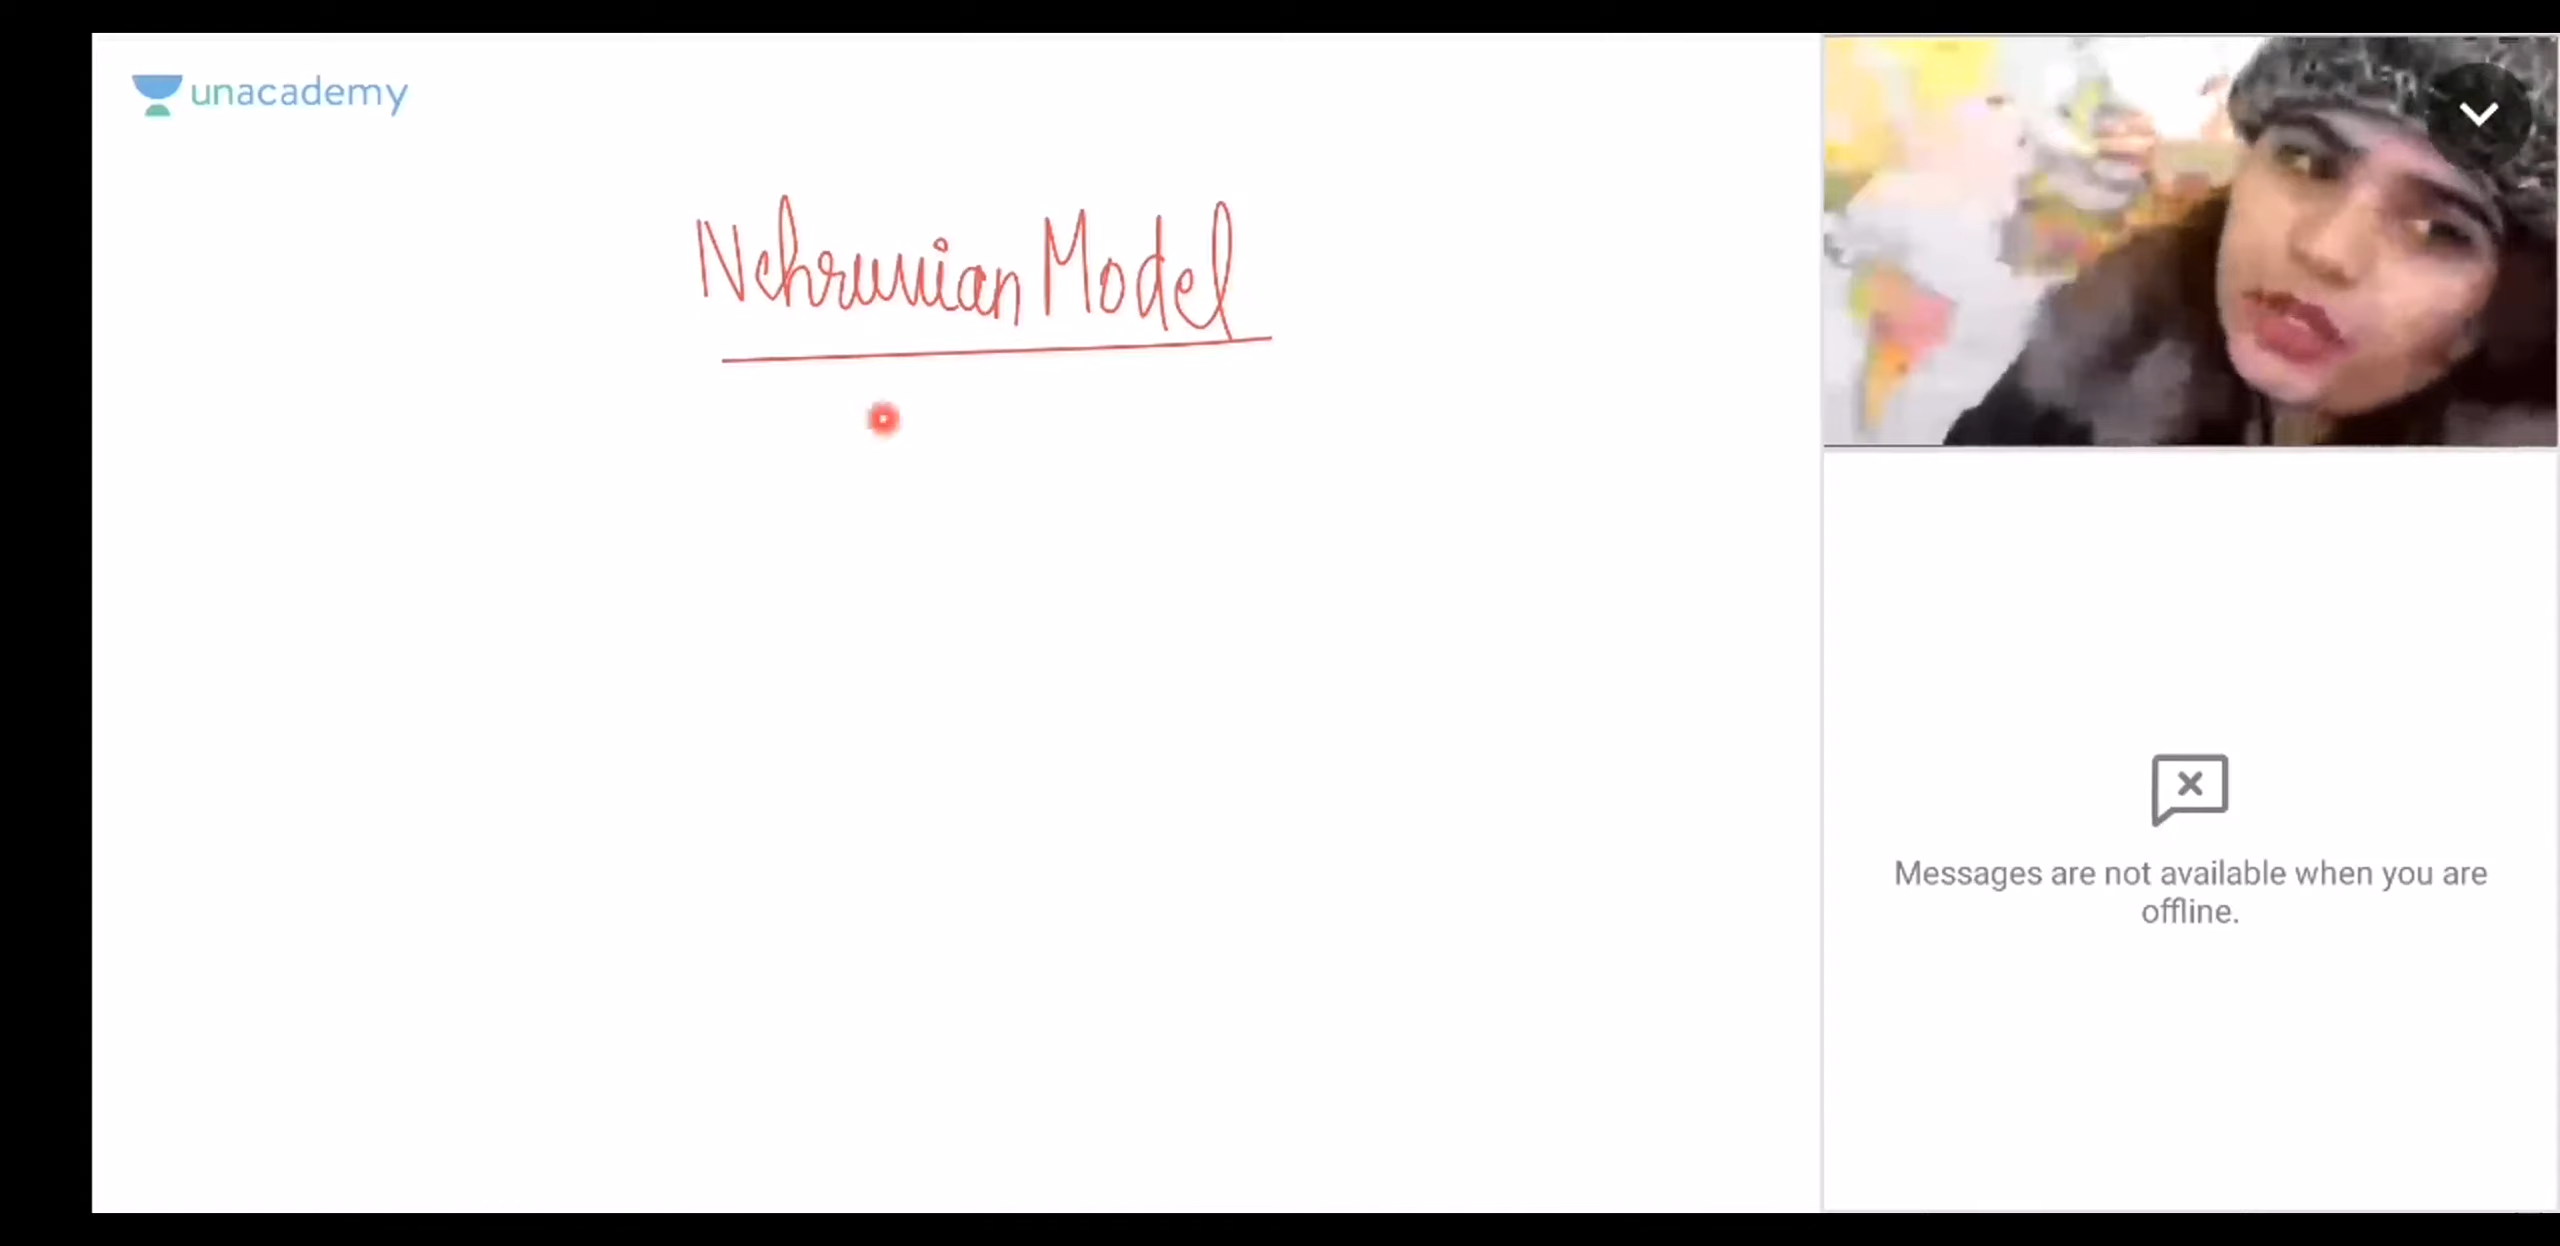 unacademy
Nehruvian Model
Messages are not available when you are
offline.